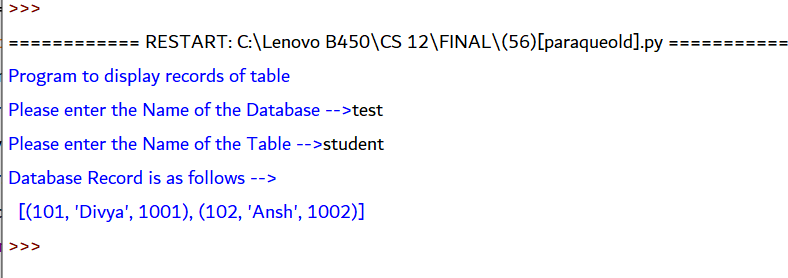 >>>
============ RESTART: C:\Lenovo B450\CS 12\FINAL\(56)[paraqueold].py ===========
Program to display records of table
Please enter the Name of the Database -->test
Please enter the Name of the Table -->student
Database Record is as follows -->
[(101, 'Divya', 1001), (102, 'Ansh', 1002)]
>>>